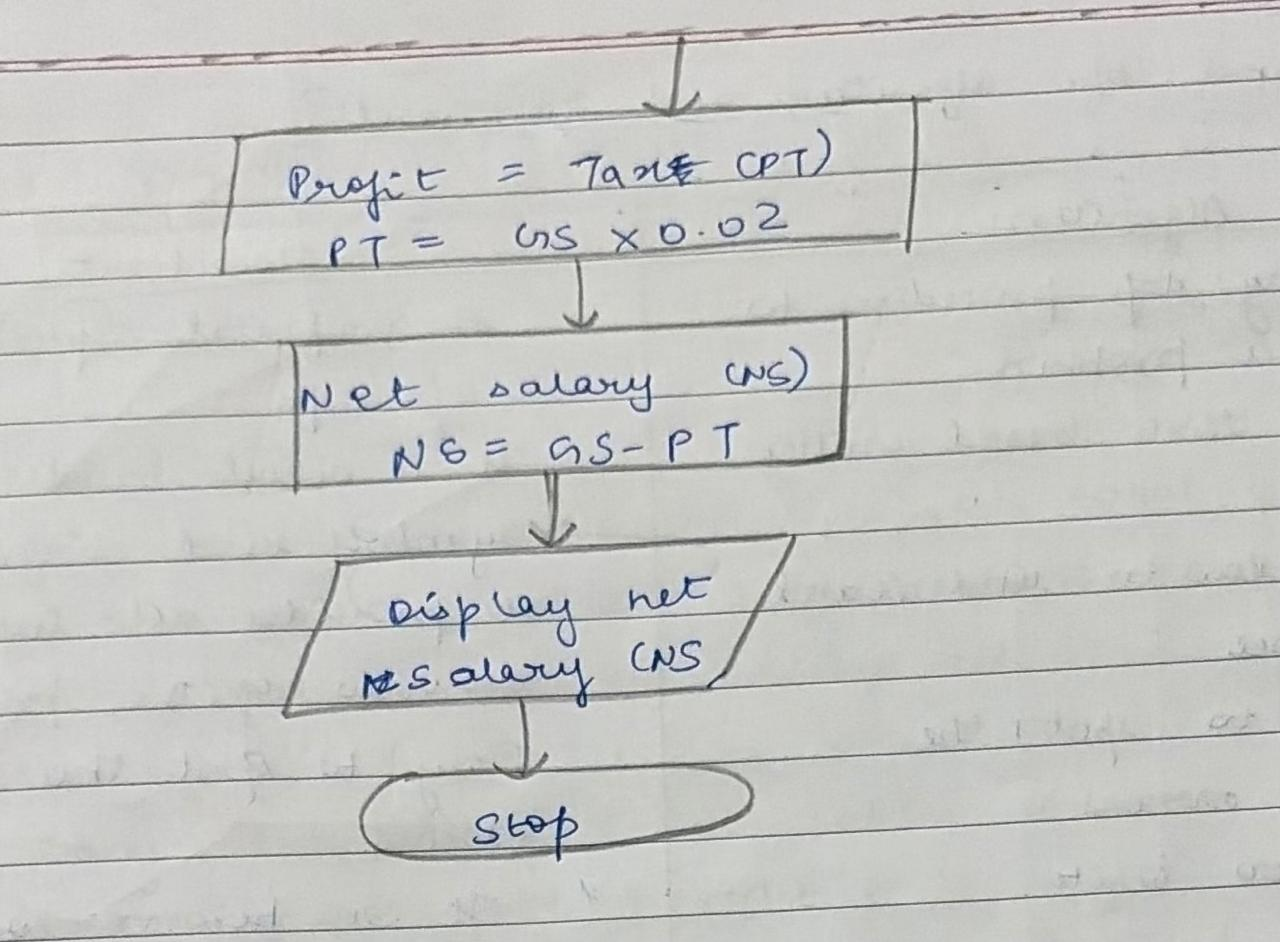 Profit = Tax (PT)
PT = GS x 0.02
Net salary (NS)
NS = GS - PT
Display net
salary (NS
Stop